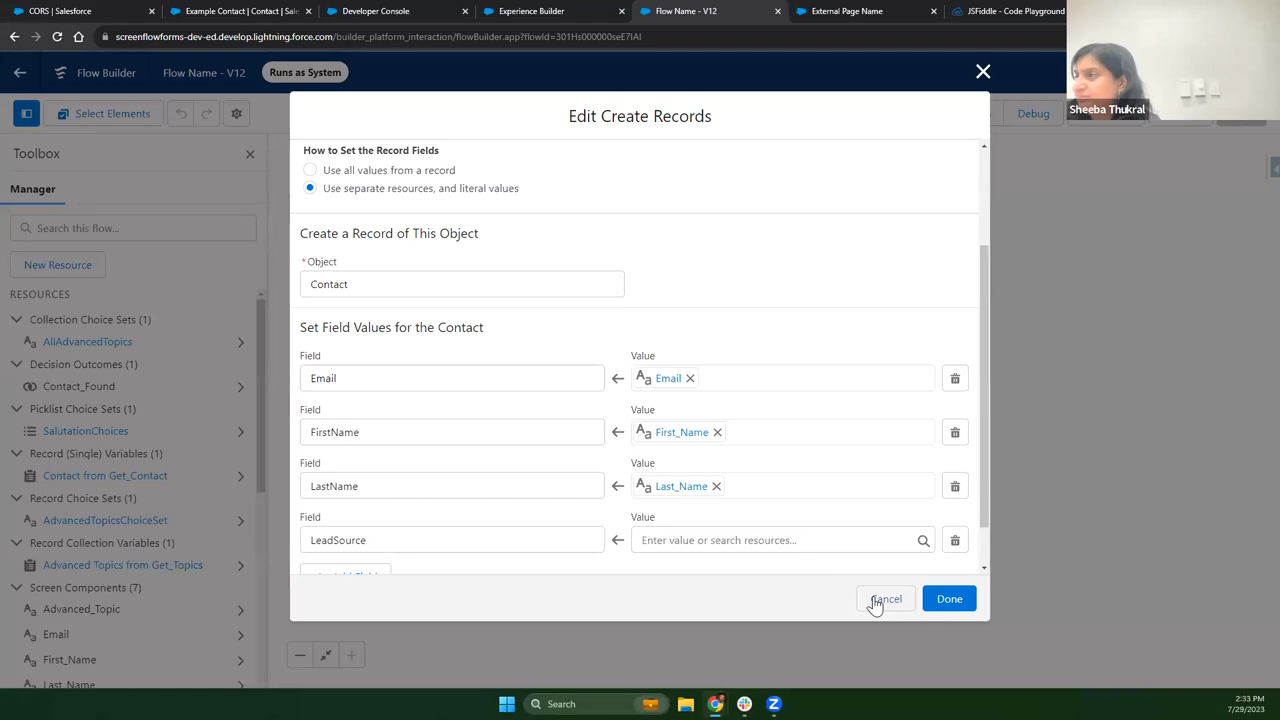 CORS | Salesforce
Example Contact | Contact | Sale
Developer Console
Experience Builder
Flow Name - V12
External Page Name
JSFiddle - Code Playground
screenflowforms-dev-ed.develop.lightning.force.com/builder_platform_interaction/flowBuilder.app?flowId=301Hs000000seE7IAI
Flow Builder
Flow Name - V12
Runs as System
Sheeba Thukral
Select Elements
Debug
Edit Create Records
Toolbox
Manager
Search this flow...
New Resource
RESOURCES
Collection Choice Sets (1)
AllAdvancedTopics
Decision Outcomes (1)
Contact_Found
Picklist Choice Sets (1)
SalutationChoices
Record (Single) Variables (1)
Contact from Get_Contact
Record Choice Sets (1)
AdvancedTopicsChoiceSet
Record Collection Variables (1)
Advanced Topics from Get_Topics
Screen Components (7)
Advanced_Topic
Email
First_Name
Last_Name
How to Set the Record Fields
Use all values from a record
Use separate resources, and literal values
Create a Record of This Object
* Object
Contact
Set Field Values for the Contact
Field Value
Email Aa Email
Field Value
FirstName Aa First_Name
Field Value
LastName Aa Last_Name
Field Value
LeadSource Enter value or search resources...
Cancel Done
Search
2:33 PM
7/29/2023